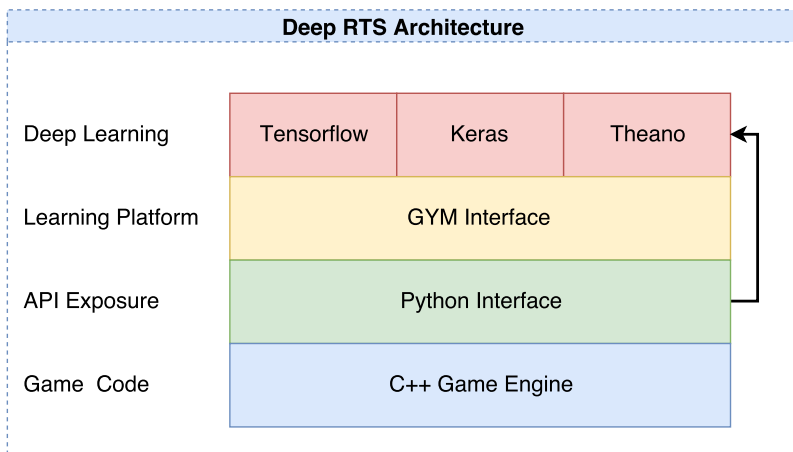 Deep RTS Architecture
Deep Learning Tensorflow Keras Theano
Learning Platform GYM Interface
API Exposure Python Interface
Game Code C++ Game Engine